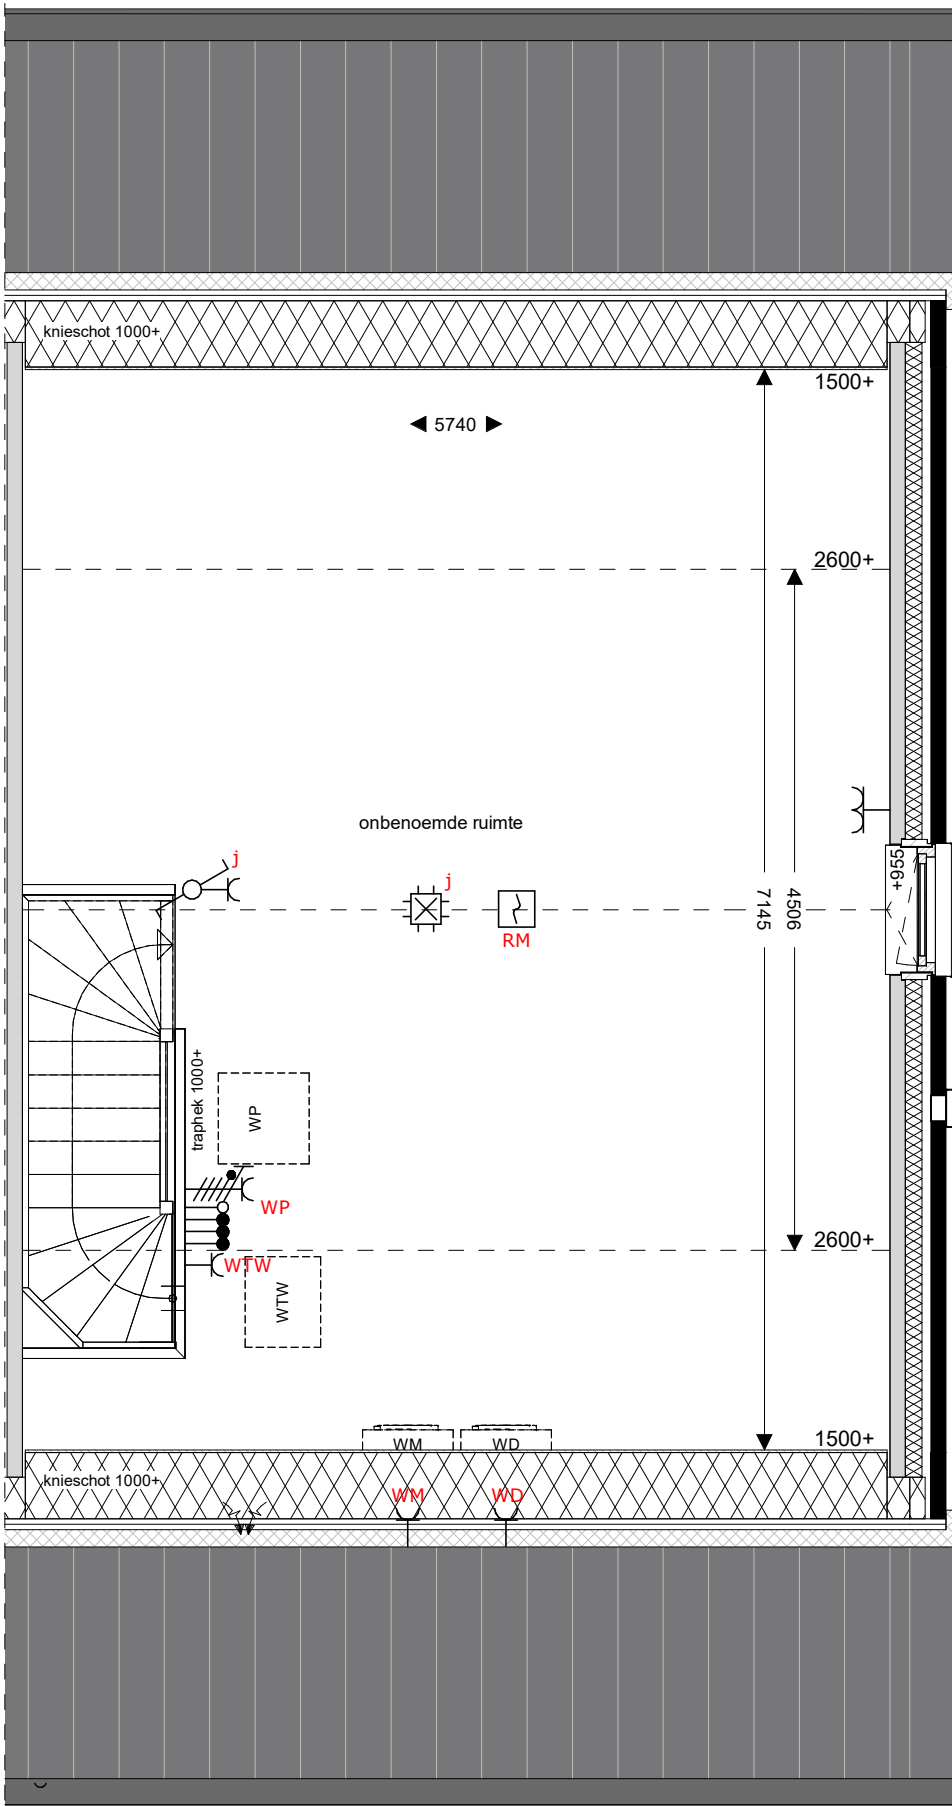 knieschot 1000+
1500+
5740
2600+
onbenoemde ruimte
+955
j
j
RM
7145
4506
traphek 1000+
WP
WP
2600+
WTW
WTW
1500+
WM
WD
knieschot 1000+
WM
WD